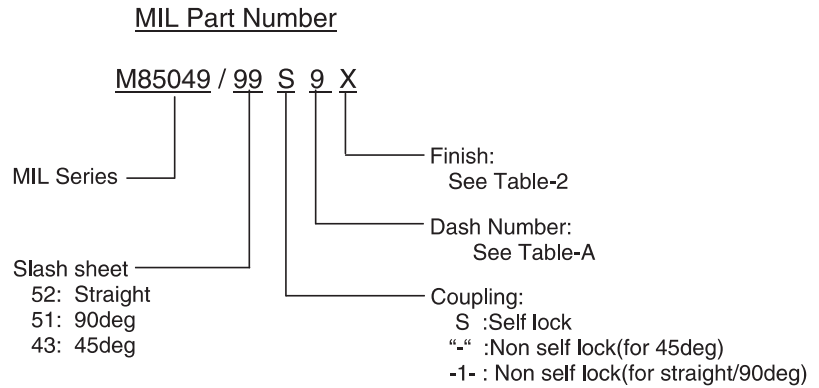 MIL Part Number
M85049 / 99 S 9 X
MIL Series
Finish:
See Table-2
Dash Number:
See Table-A
Slash sheet
52: Straight
51: 90deg
43: 45deg
Coupling:
S :Self lock
“-“ :Non self lock(for 45deg)
-1- : Non self lock(for straight/90deg)